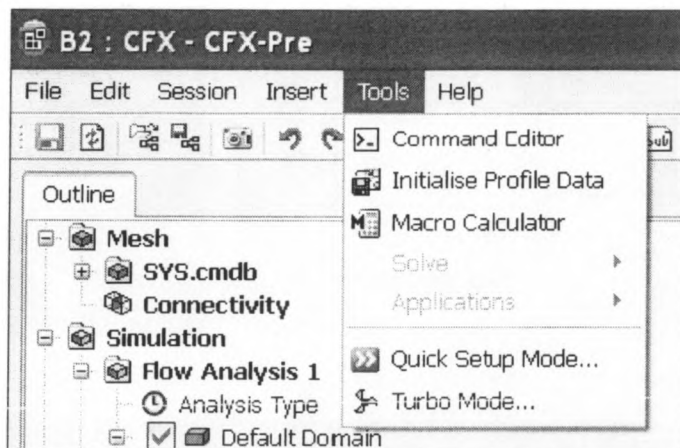 B2 : CFX - CFX-Pre
File Edit Session Insert Tools Help
Command Editor
Sub
Initialise Profile Data
Macro Calculator
Solve
Applications
Quick Setup Mode...
Turbo Mode...
Outline
Mesh
SYS.cmdb
Connectivity
Simulation
Flow Analysis 1
Analysis Type
Default Domain